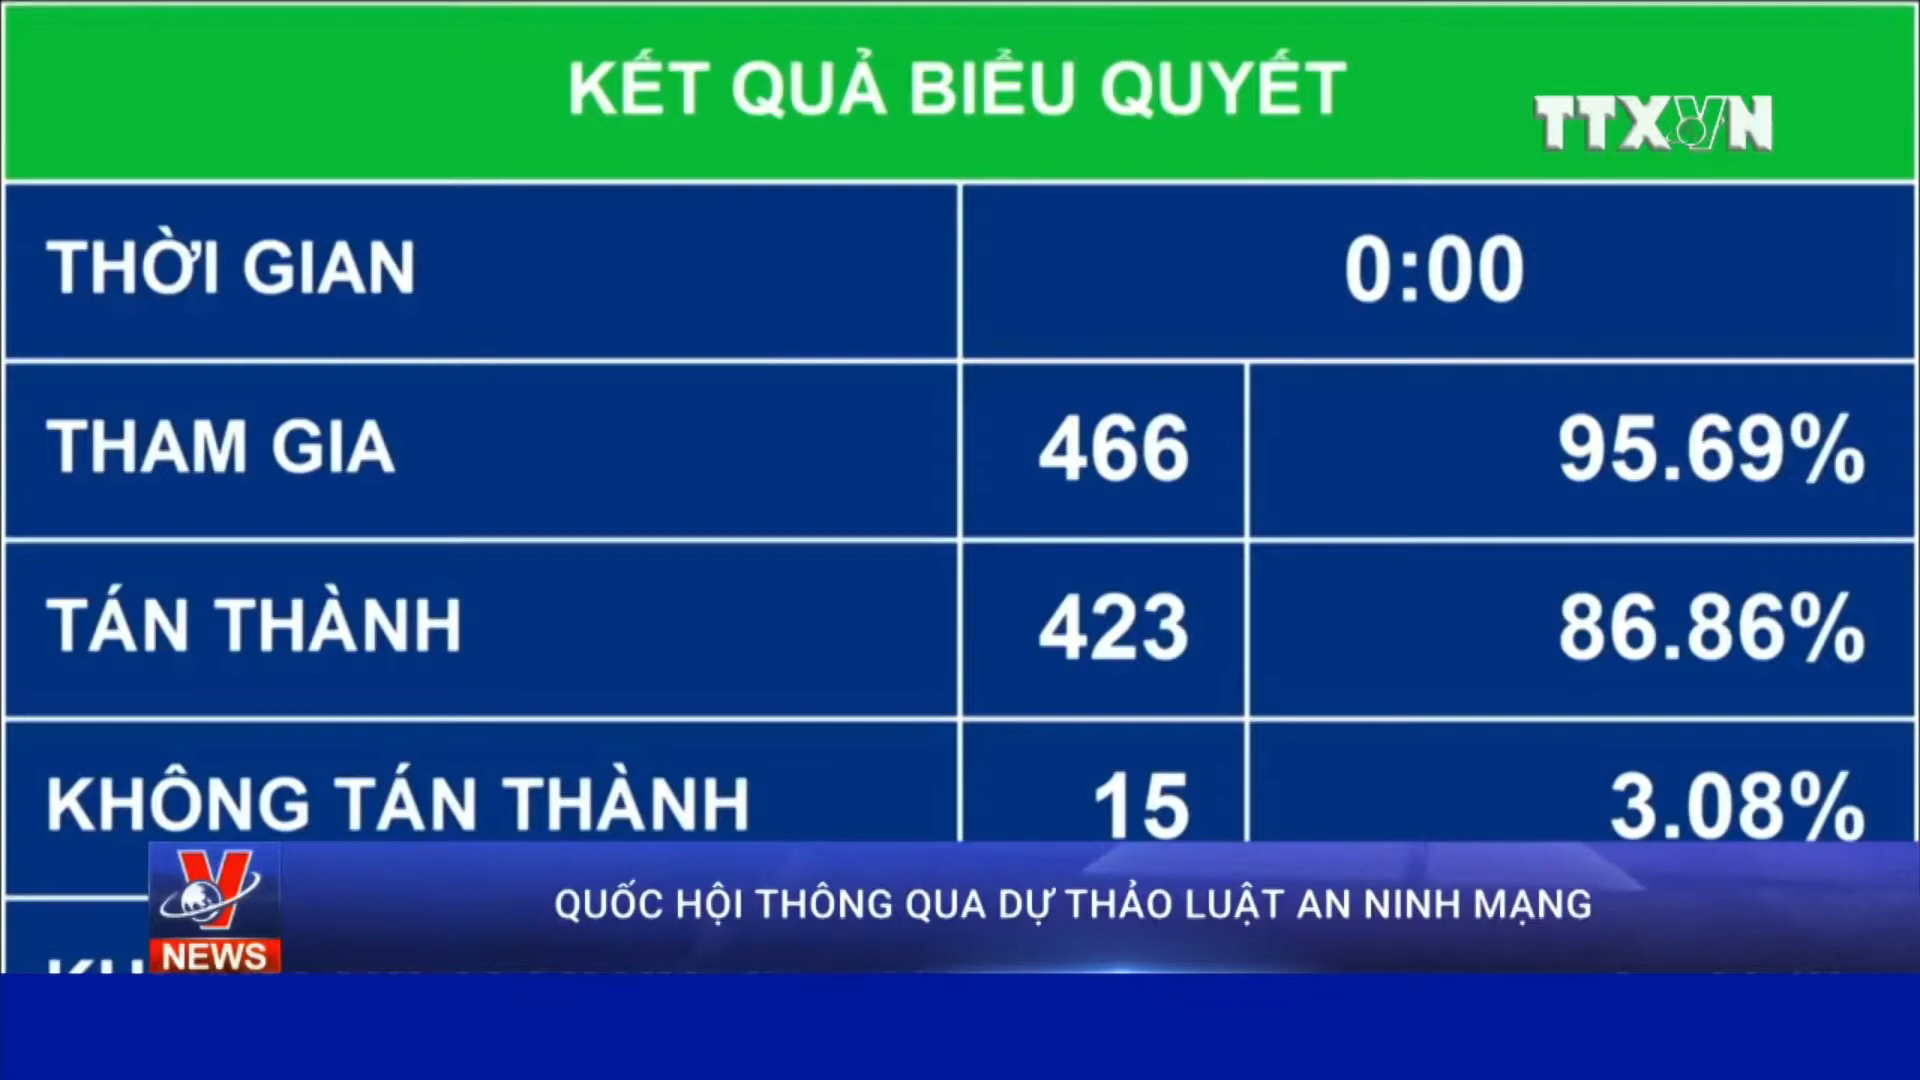 KẾT QUẢ BIỂU QUYẾT
TTXVN
THỜI GIAN 0:00
THAM GIA 466 95.69%
TÁN THÀNH 423 86.86%
KHÔNG TÁN THÀNH 15 3.08%
QUỐC HỘI THÔNG QUA DỰ THẢO LUẬT AN NINH MẠNG
V
NEWS